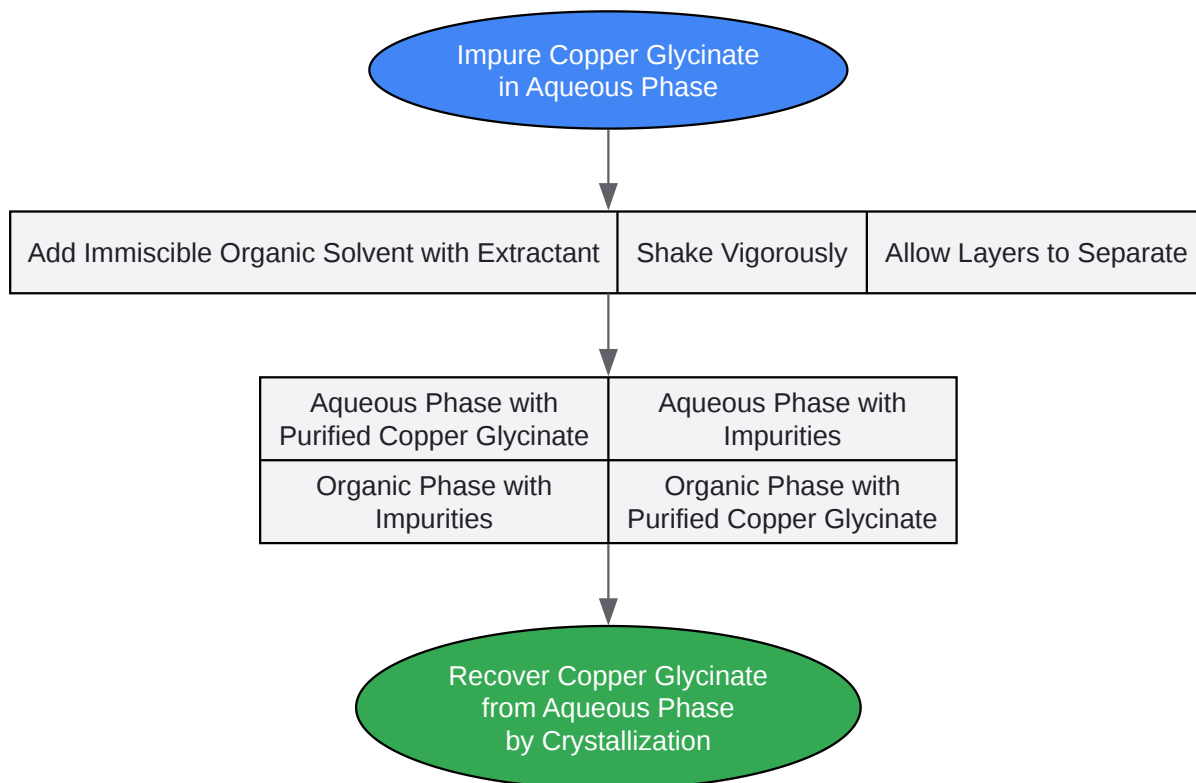 Impure Copper Glycinate
in Aqueous Phase
Add Immiscible Organic Solvent with Extractant
Shake Vigorously
Allow Layers to Separate
Aqueous Phase with
Purified Copper Glycinate
Aqueous Phase with
Impurities
Organic Phase with
Impurities
Organic Phase with
Purified Copper Glycinate
Recover Copper Glycinate
from Aqueous Phase
by Crystallization